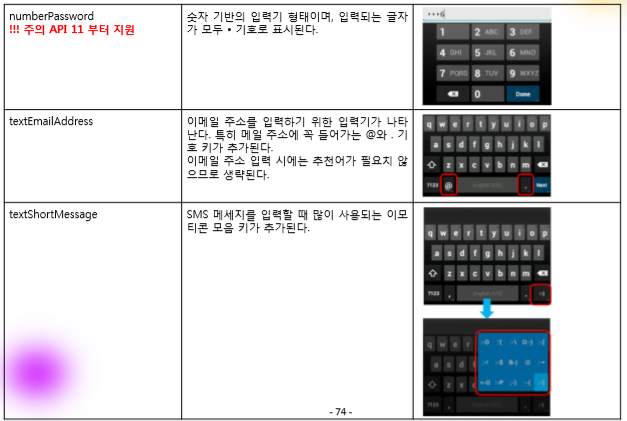 numberPassword
!!! 주의 API 11 부터 지원
숫자 기반의 입력기 형태이며, 입력되는 글자
가 모두 • 기호로 표시된다.
•••6
1 2 ABC 3 DEF
4 GHI 5 JKL 6 MNO
7 PQRS 8 TUV 9 WXYZ
0 Done
textEmailAddress
이메일 주소를 입력하기 위한 입력기가 나타
난다. 특히 메일 주소에 꼭 들어가는 @와 . 기
호 키가 추가된다.
이메일 주소 입력 시에는 추천어가 필요치 않
으므로 생략된다.
q w e r t y u i o p
a s d f g h j k l
z x c v b n m
?123 @ English (US) . Next
textShortMessage
SMS 메세지를 입력할 때 많이 사용되는 이모
티콘 모음 키가 추가된다.
q w e r t y u i o p
a s d f g h j k l
z x c v b n m
?123 , English (US) . :-)
q w e r
a s d f
z x c
?123 ,
- 74 -